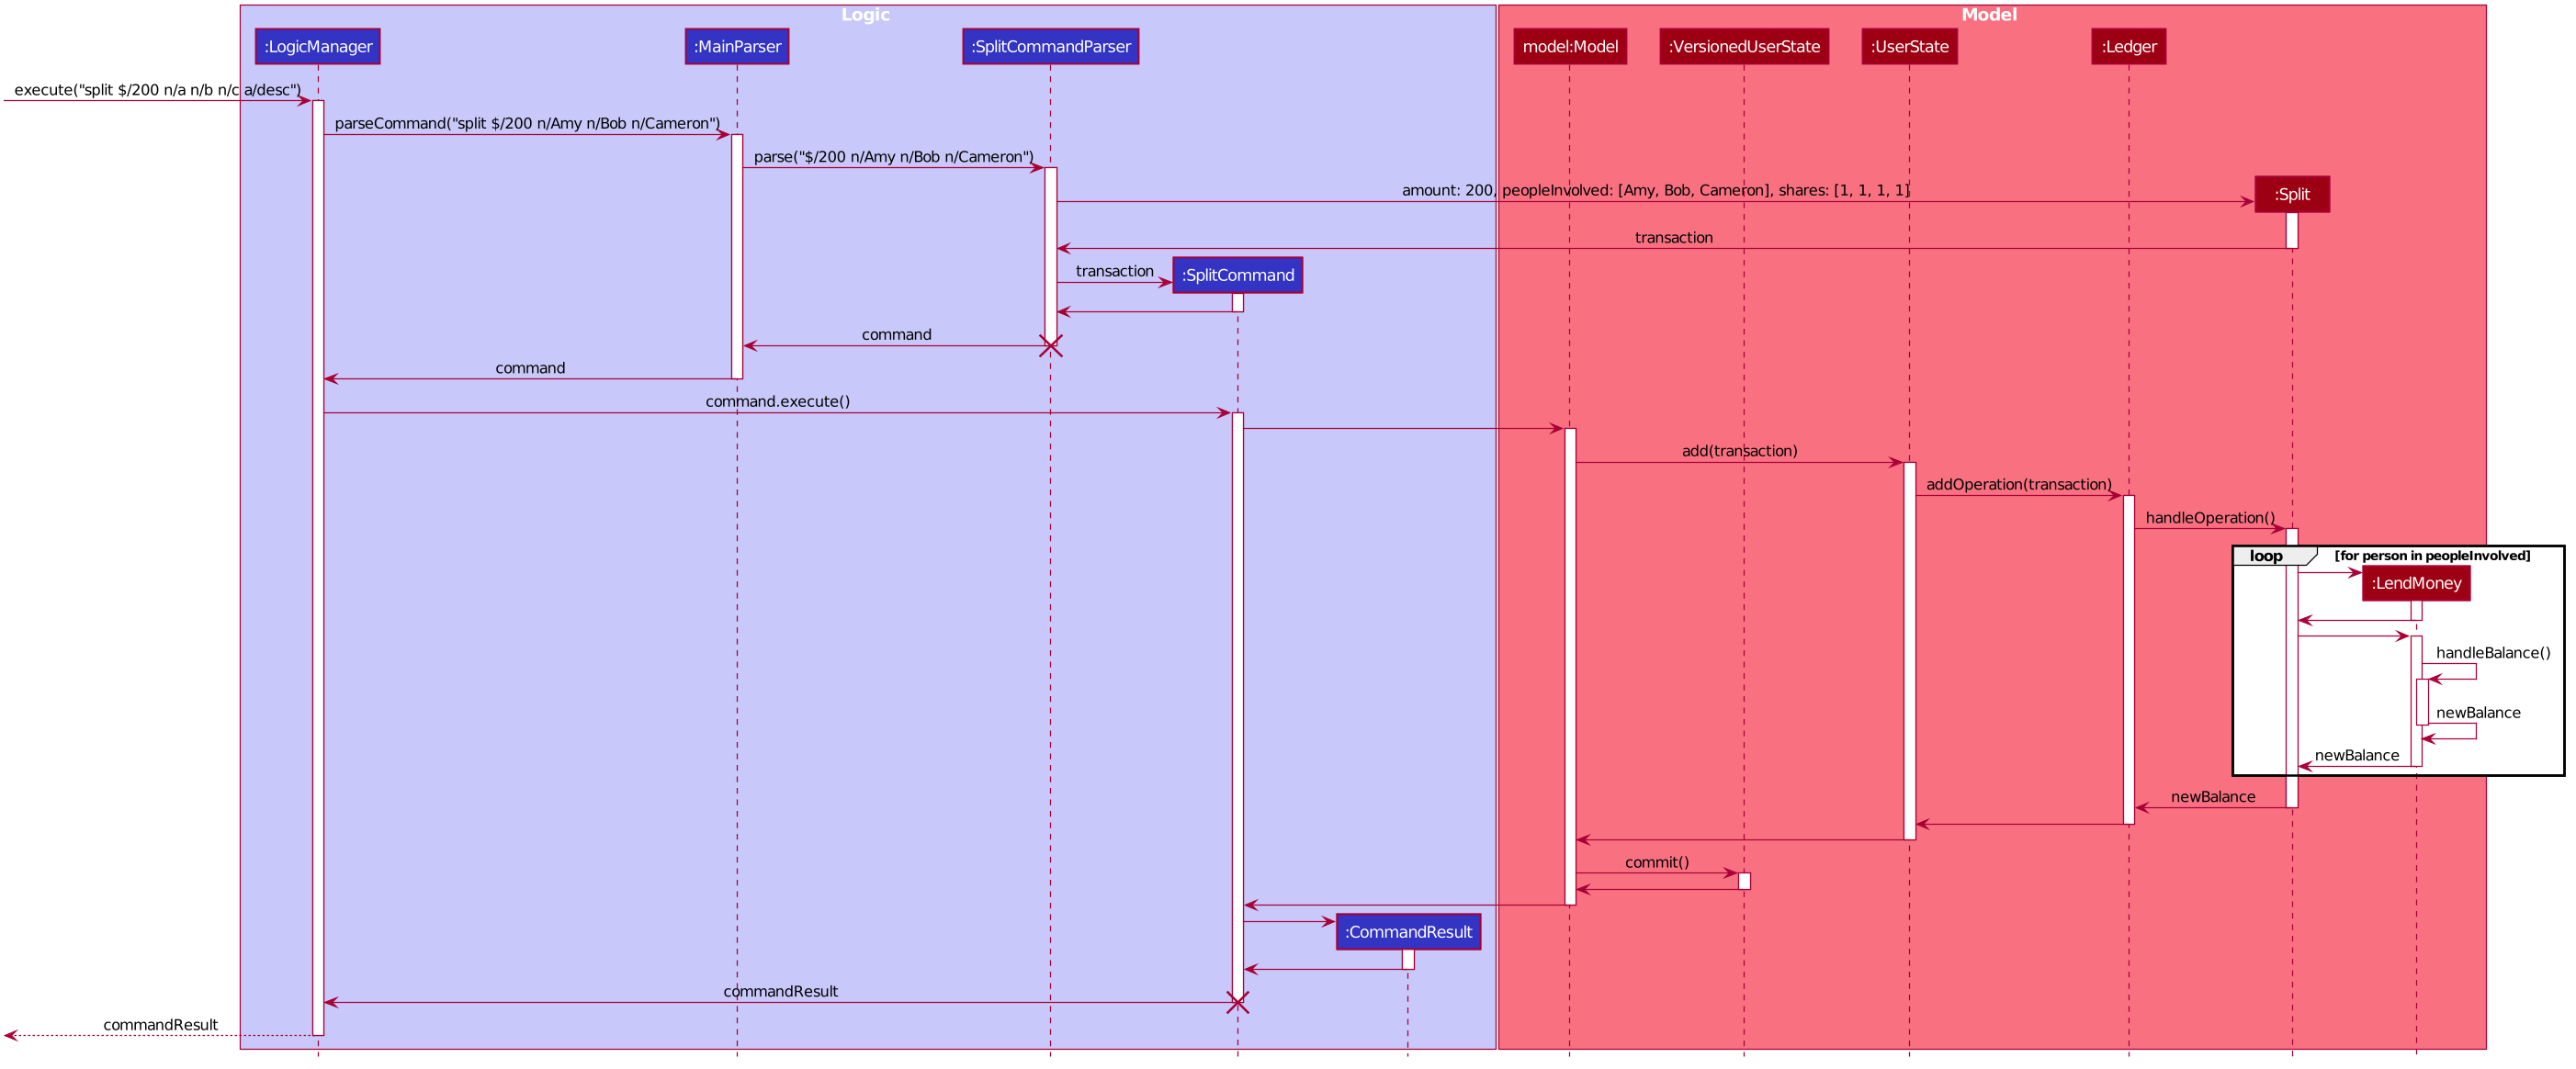 Logic
Model
:LogicManager
:MainParser
:SplitCommandParser
model:Model
:VersionedUserState
:UserState
:Ledger
execute("split $/200 n/a n/b n/c a/desc")
parseCommand("split $/200 n/Amy n/Bob n/Cameron")
parse("$/200 n/Amy n/Bob n/Cameron")
amount: 200, peopleInvolved: [Amy, Bob, Cameron], shares: [1, 1, 1, 1]
:Split
transaction
transaction
:SplitCommand
command
command
command.execute()
add(transaction)
addOperation(transaction)
handleOperation()
loop
[for person in peopleInvolved]
:LendMoney
handleBalance()
newBalance
newBalance
newBalance
commit()
:CommandResult
commandResult
commandResult